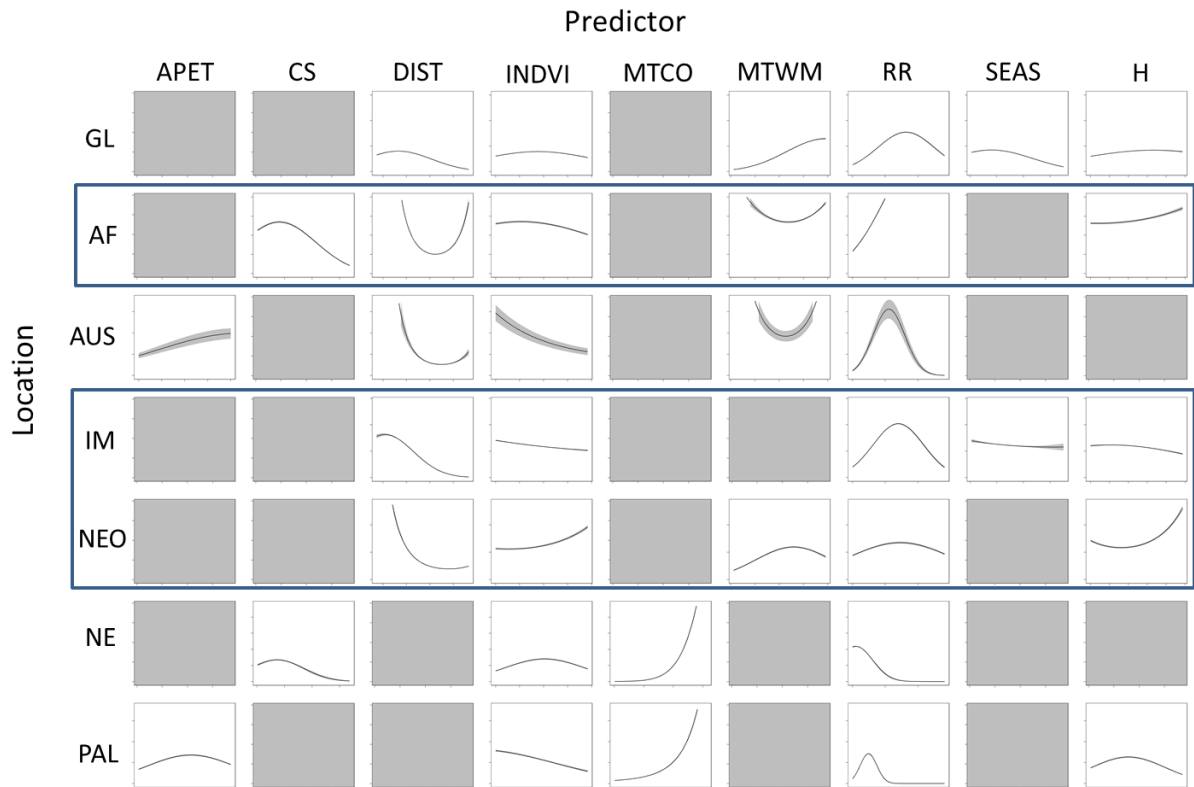 Predictor
APET CS DIST INDVI MTCO MTWM RR SEAS H
Location
GL
AF
AUS
IM
NEO
NE
PAL